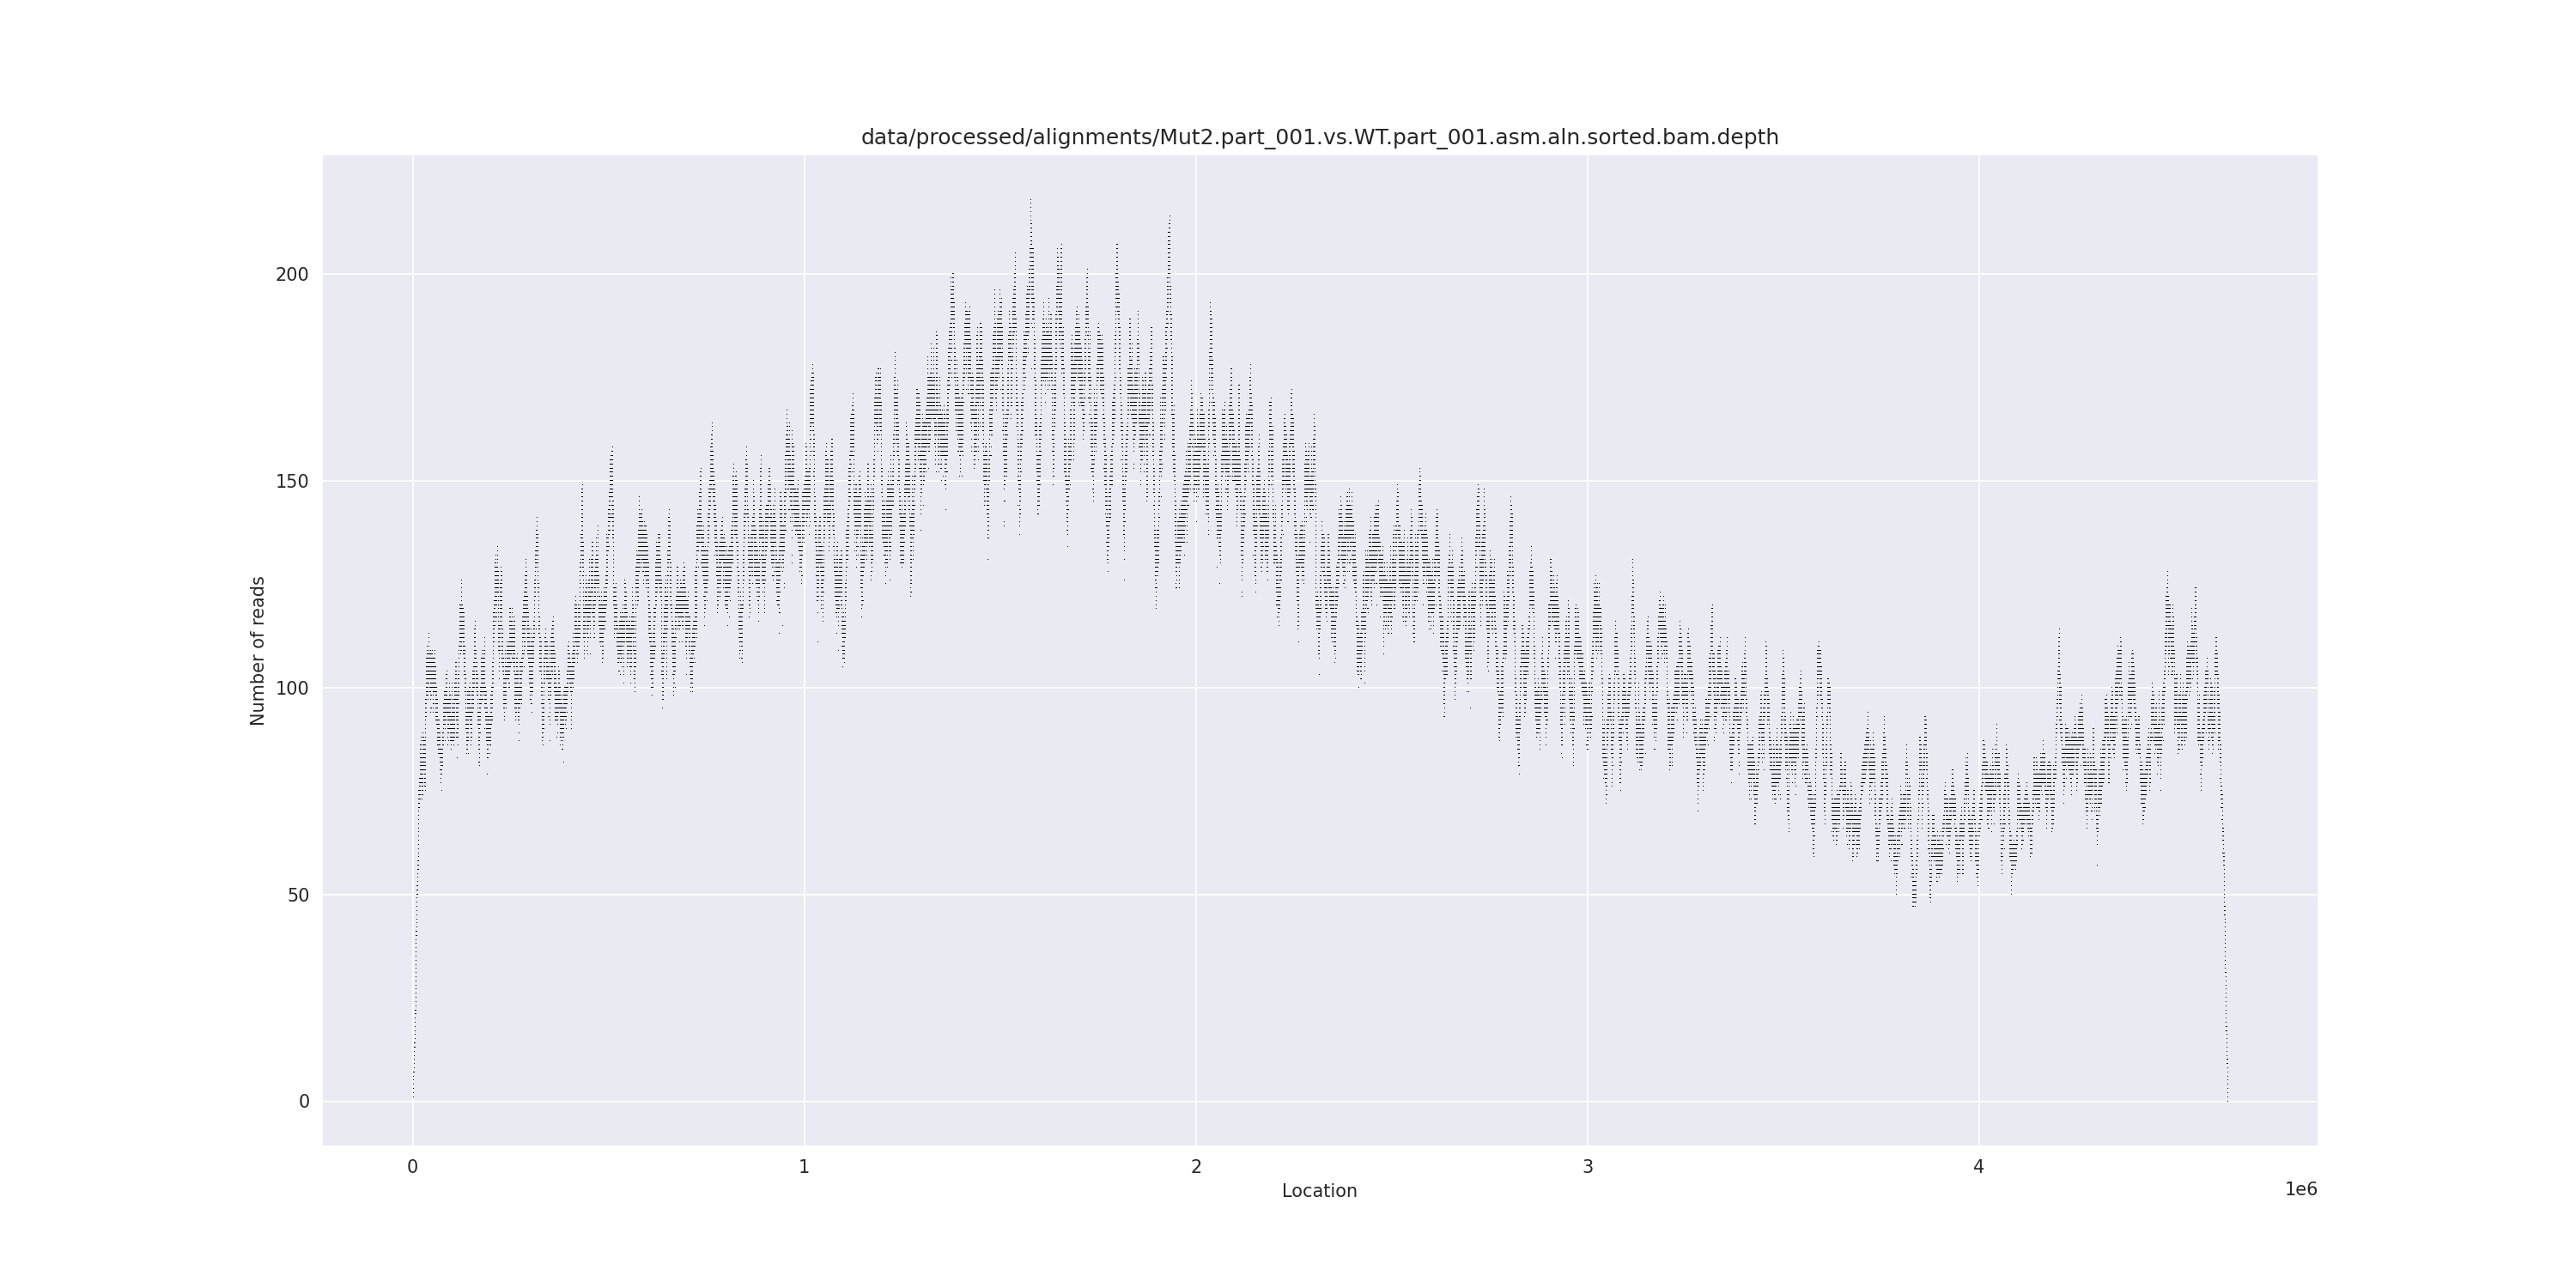 data/processed/alignments/Mut2.part_001.vs.WT.part_001.asm.aln.sorted.bam.depth
Number of reads
200
150
100
50
0
0 1 2 3 4
Location
1e6